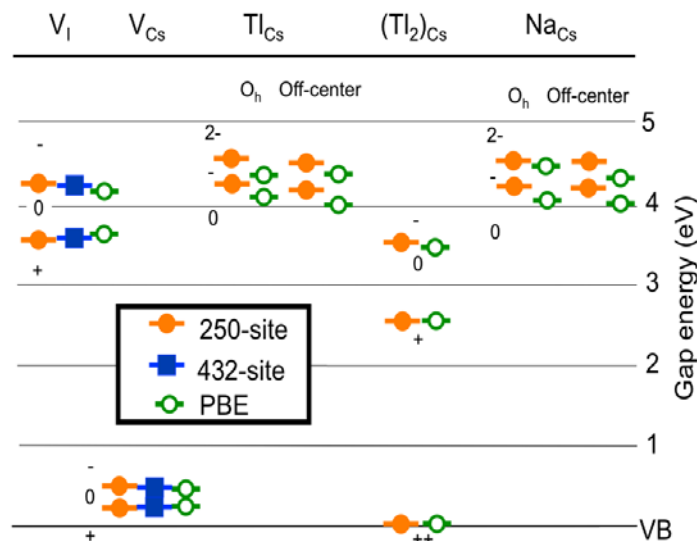 V_I V_Cs Tl_Cs (Tl_2)_Cs Na_Cs
O_h Off-center O_h Off-center
5
2- 2-
-
- -
4
0
0 - 0
0
+
3
+
250-site
432-site
PBE
2
1
-
0
VB
+ ++
Gap energy (eV)